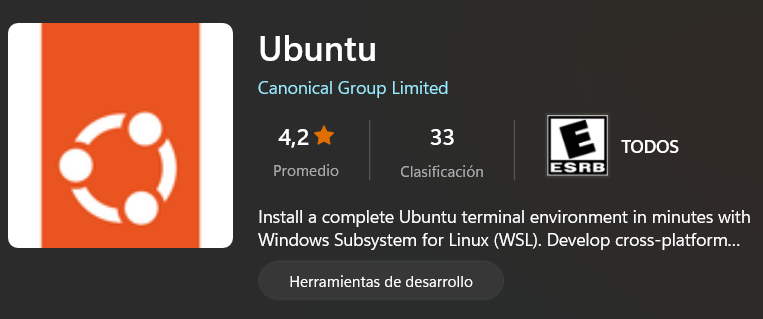 Ubuntu
Canonical Group Limited
4,2
Promedio
33
Clasificación
E
ESRB
TODOS
Install a complete Ubuntu terminal environment in minutes with
Windows Subsystem for Linux (WSL). Develop cross-platform...
Herramientas de desarrollo